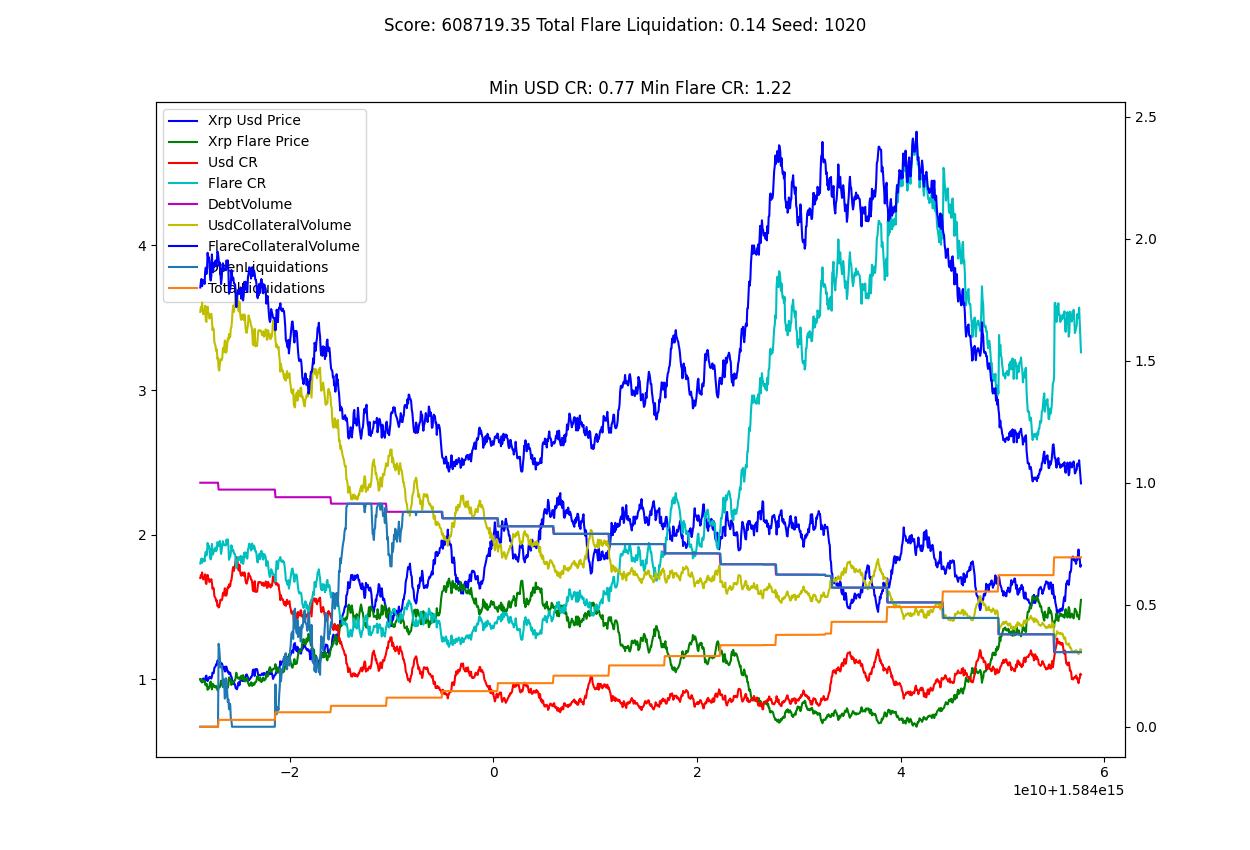 Score: 608719.35 Total Flare Liquidation: 0.14 Seed: 1020
Min USD CR: 0.77 Min Flare CR: 1.22
Xrp Usd Price
Xrp Flare Price
Usd CR
Flare CR
DebtVolume
UsdCollateralVolume
FlareCollateralVolume
OpenLiquidations
TotalLiquidations
4
3
2
1
2.5
2.0
1.5
1.0
0.5
0.0
−2
0
2
4
6
1e10+1.584e15